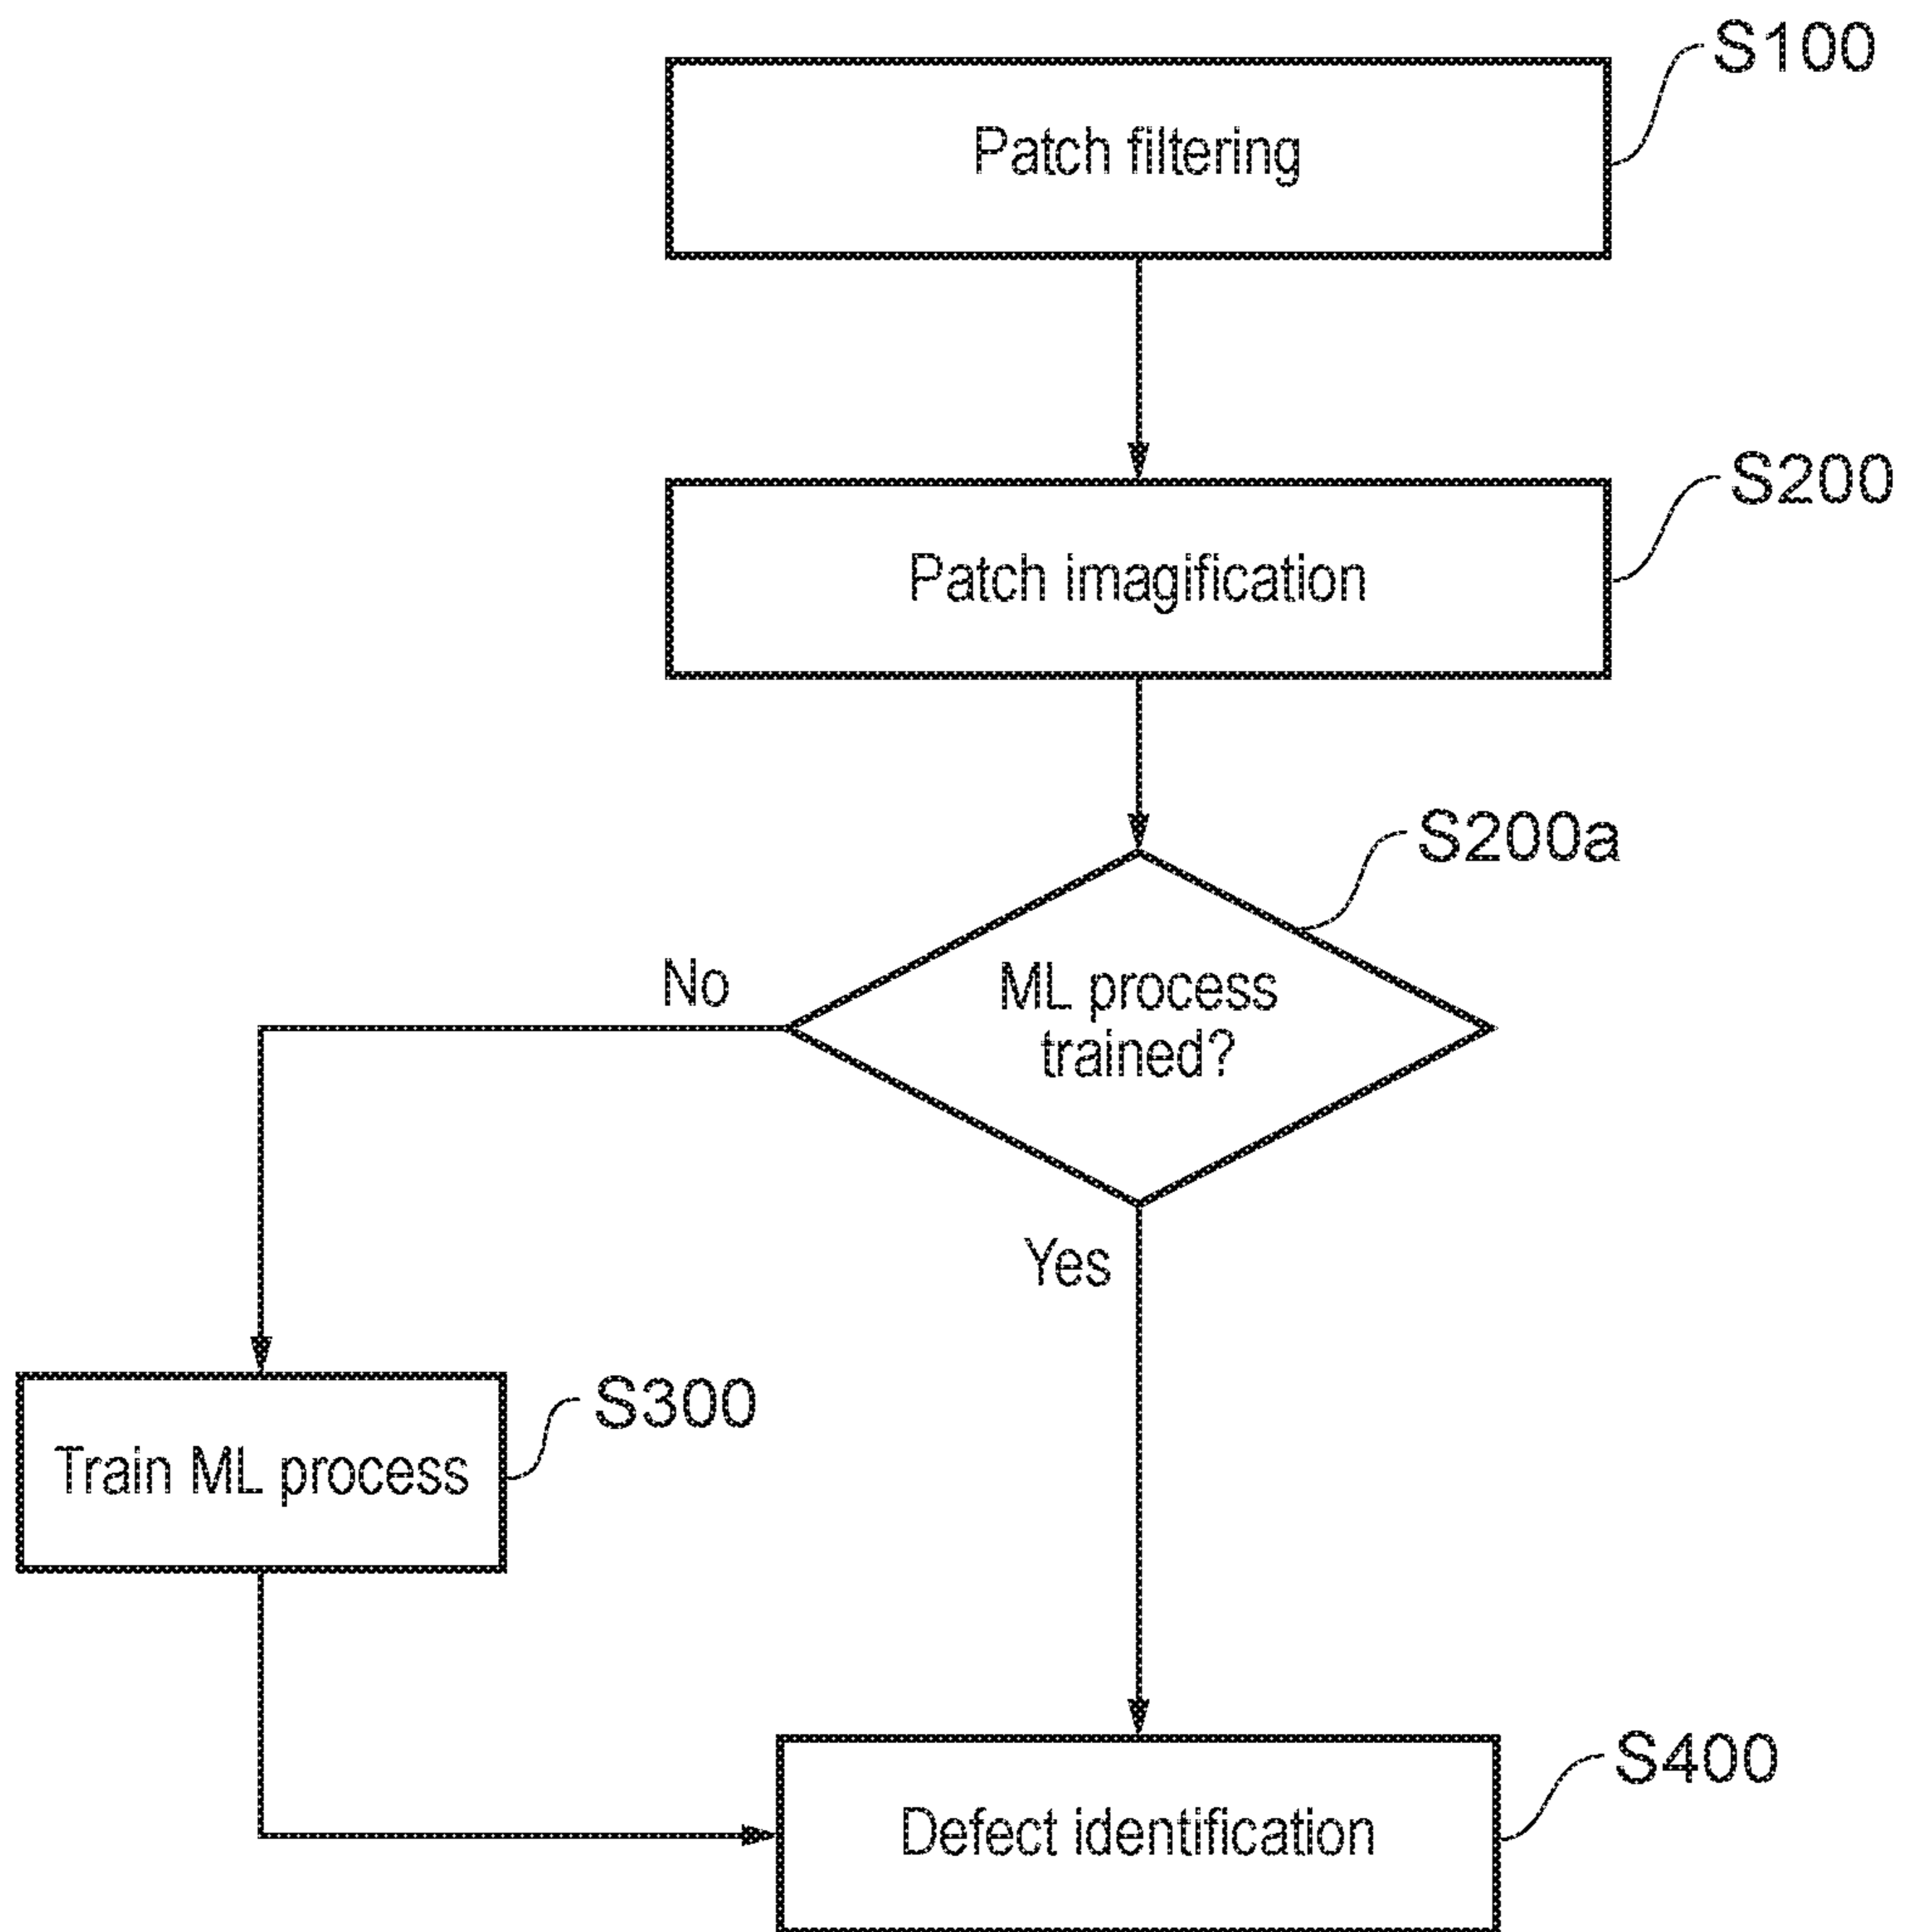 S100
Patch filtering
S200
Patch imagification
S200a
ML process
trained?
No
Yes
S300
Train ML process
S400
Defect identification